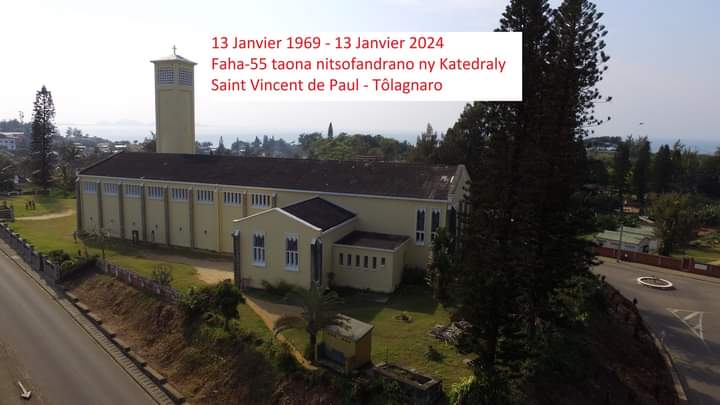 13 Janvier 1969 - 13 Janvier 2024
Faha-55 taona nitsofandrano ny Katedraly
Saint Vincent de Paul - Tôlagnaro